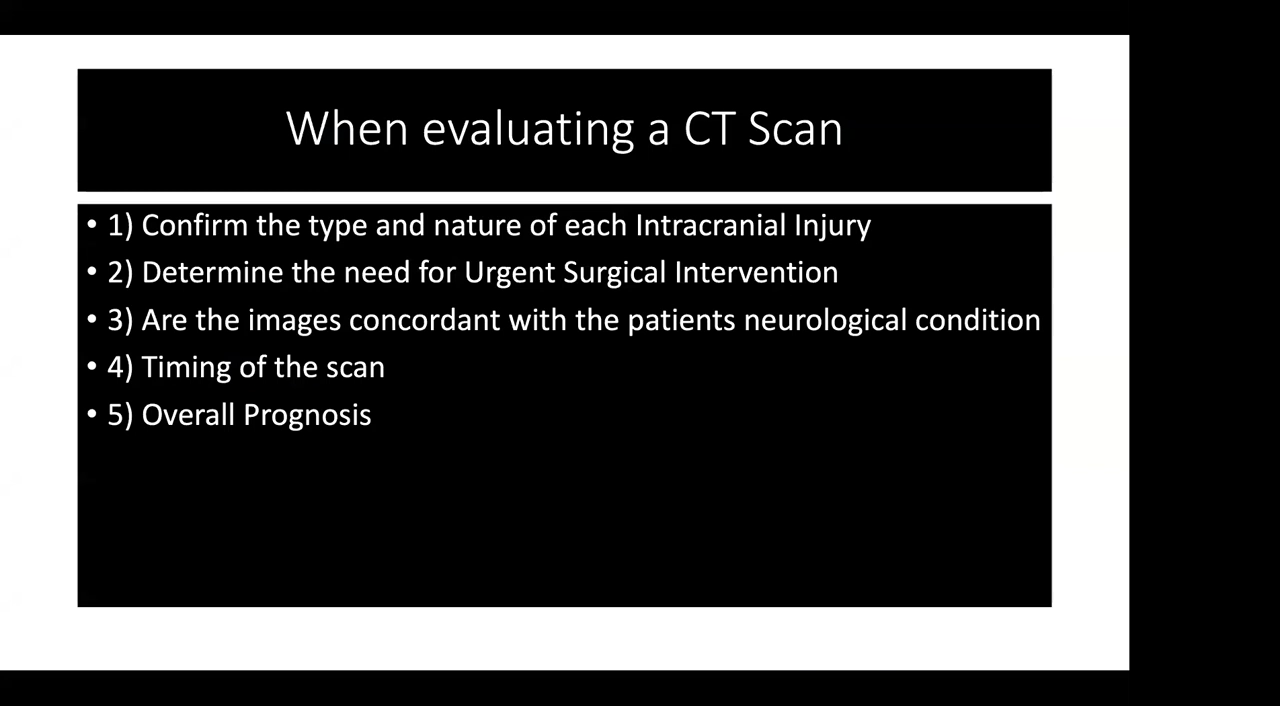 When evaluating a CT Scan
• 1) Confirm the type and nature of each Intracranial Injury
• 2) Determine the need for Urgent Surgical Intervention
• 3) Are the images concordant with the patients neurological condition
• 4) Timing of the scan
• 5) Overall Prognosis